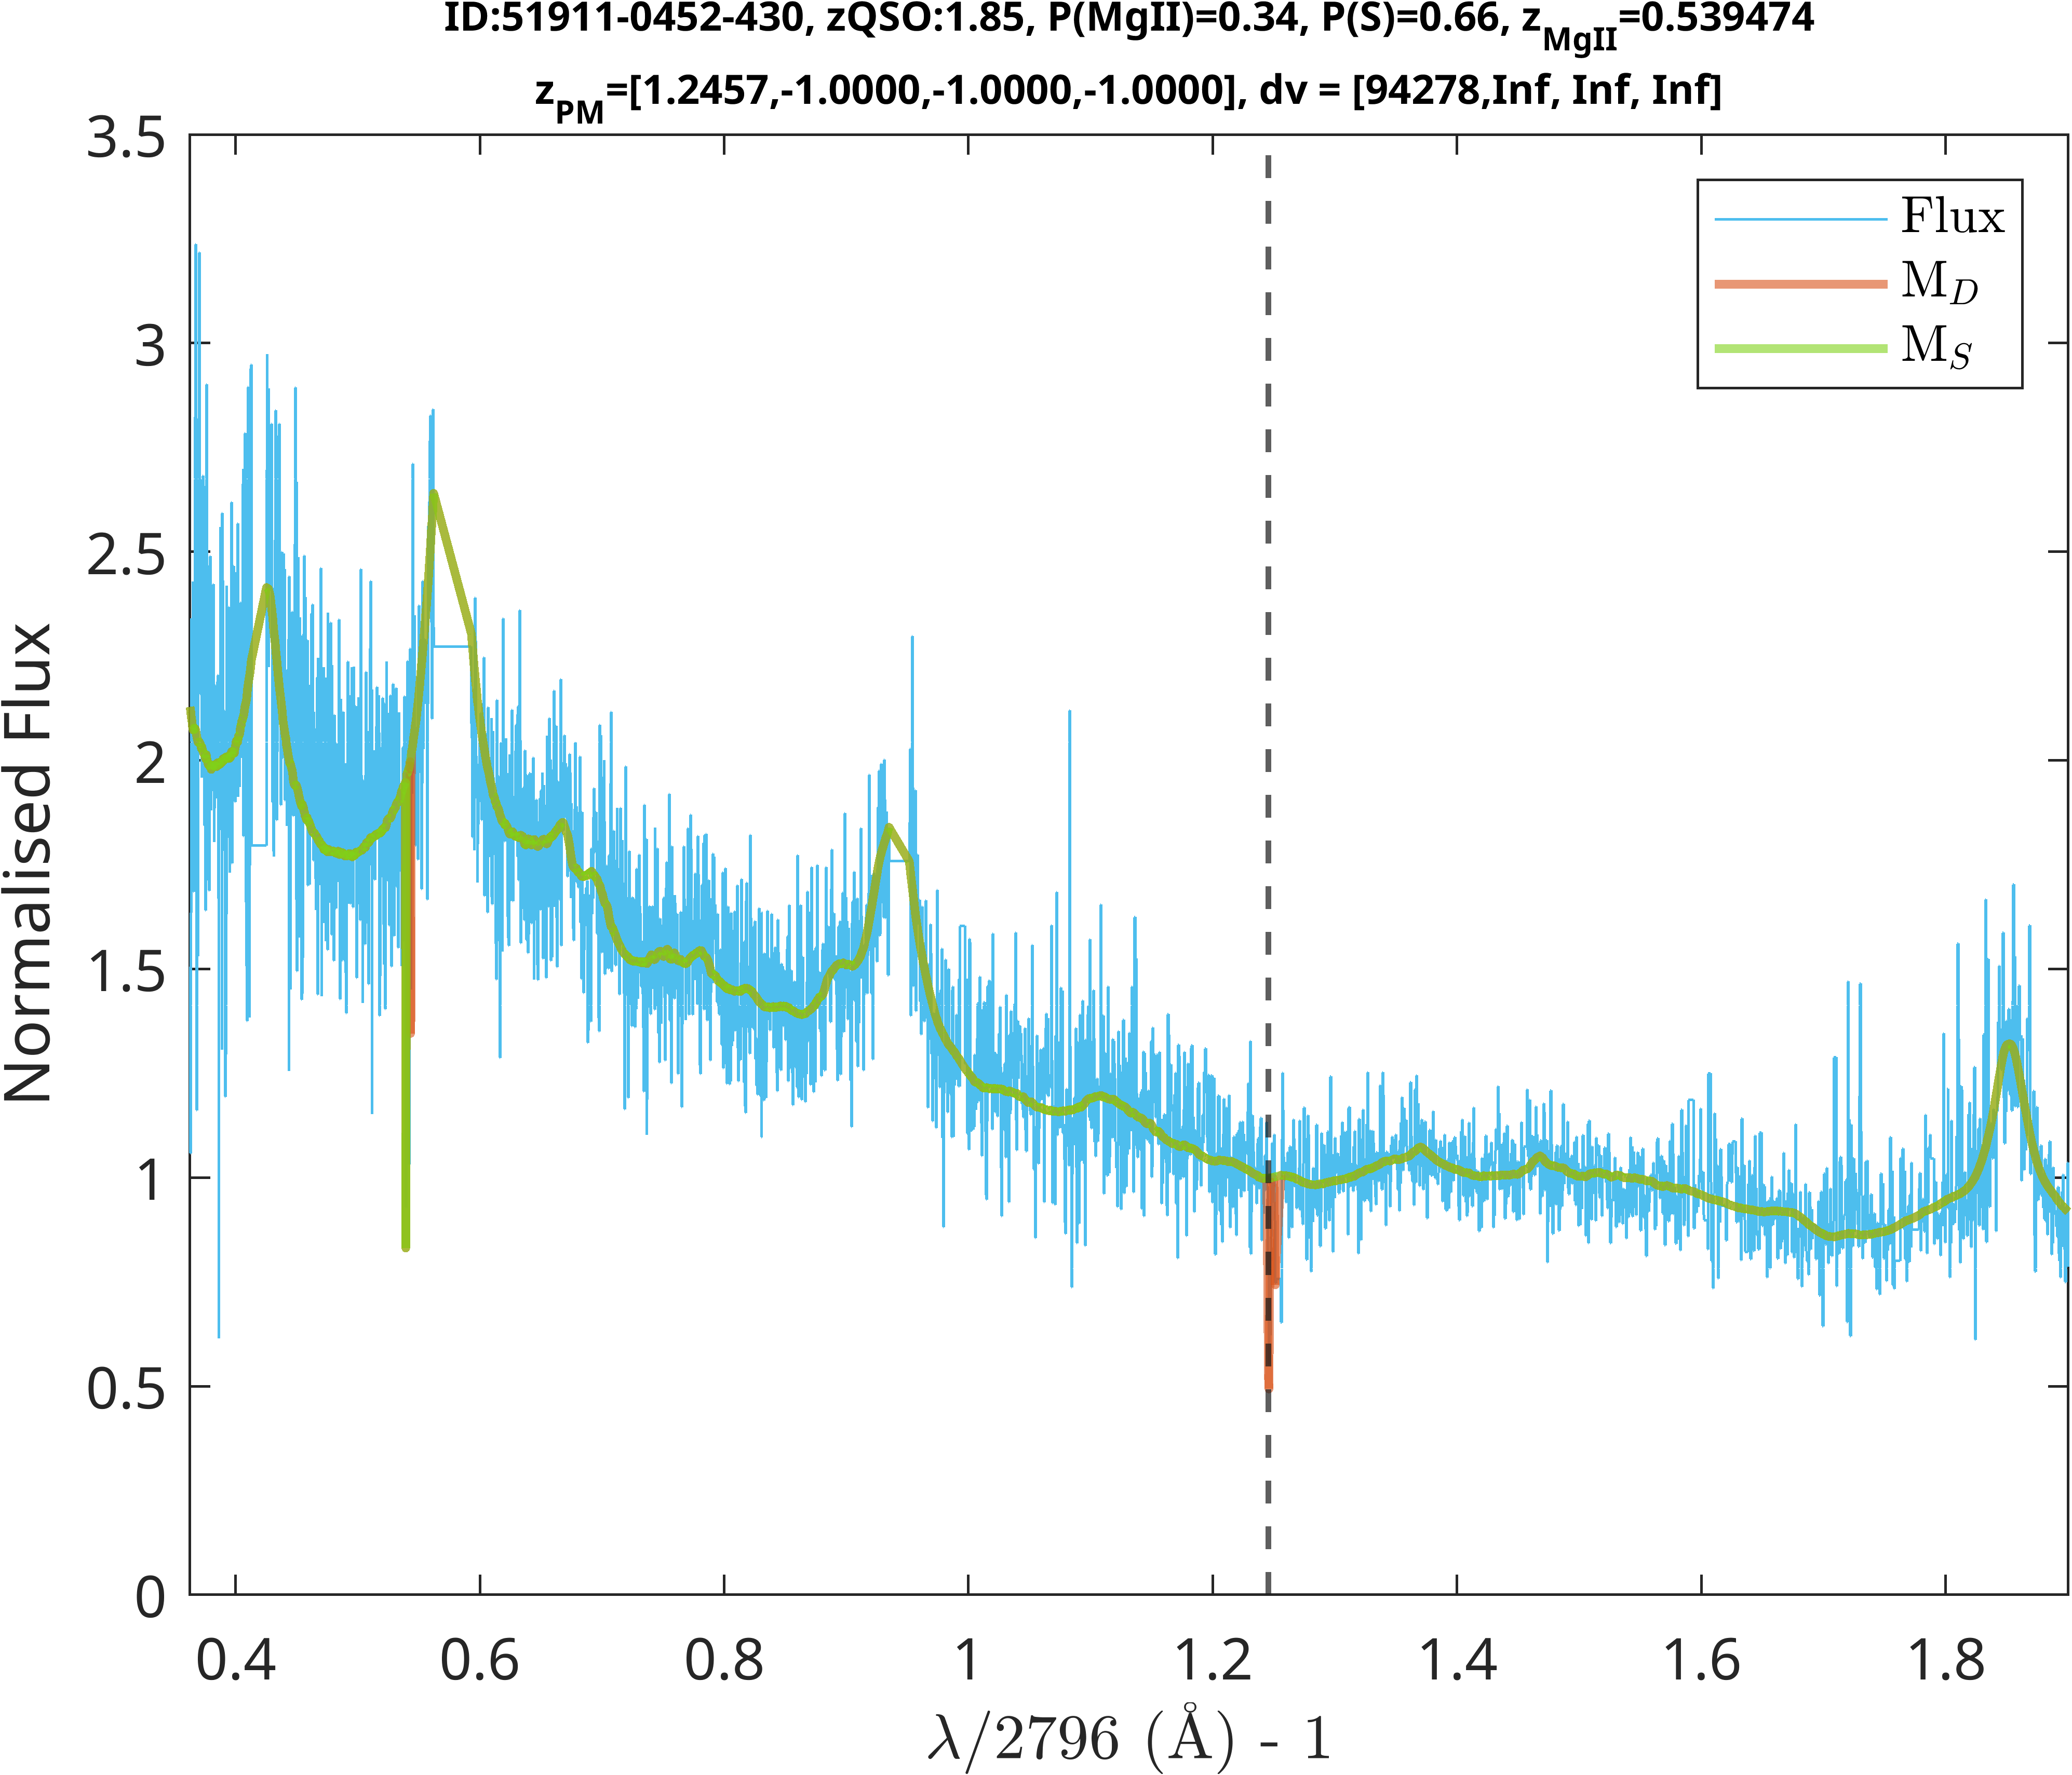 ID:51911-0452-430, zQSO:1.85, P(MgII)=0.34, P(S)=0.66, zMgII=0.539474
zPM=[1.2457,-1.0000,-1.0000,-1.0000], dv = [94278,Inf, Inf, Inf]
3.5
3
2.5
2
1.5
1
0.5
0
Normalised Flux
Flux
MD
MS
0.4 0.6 0.8 1 1.2 1.4 1.6 1.8
λ/2796 (Å) - 1